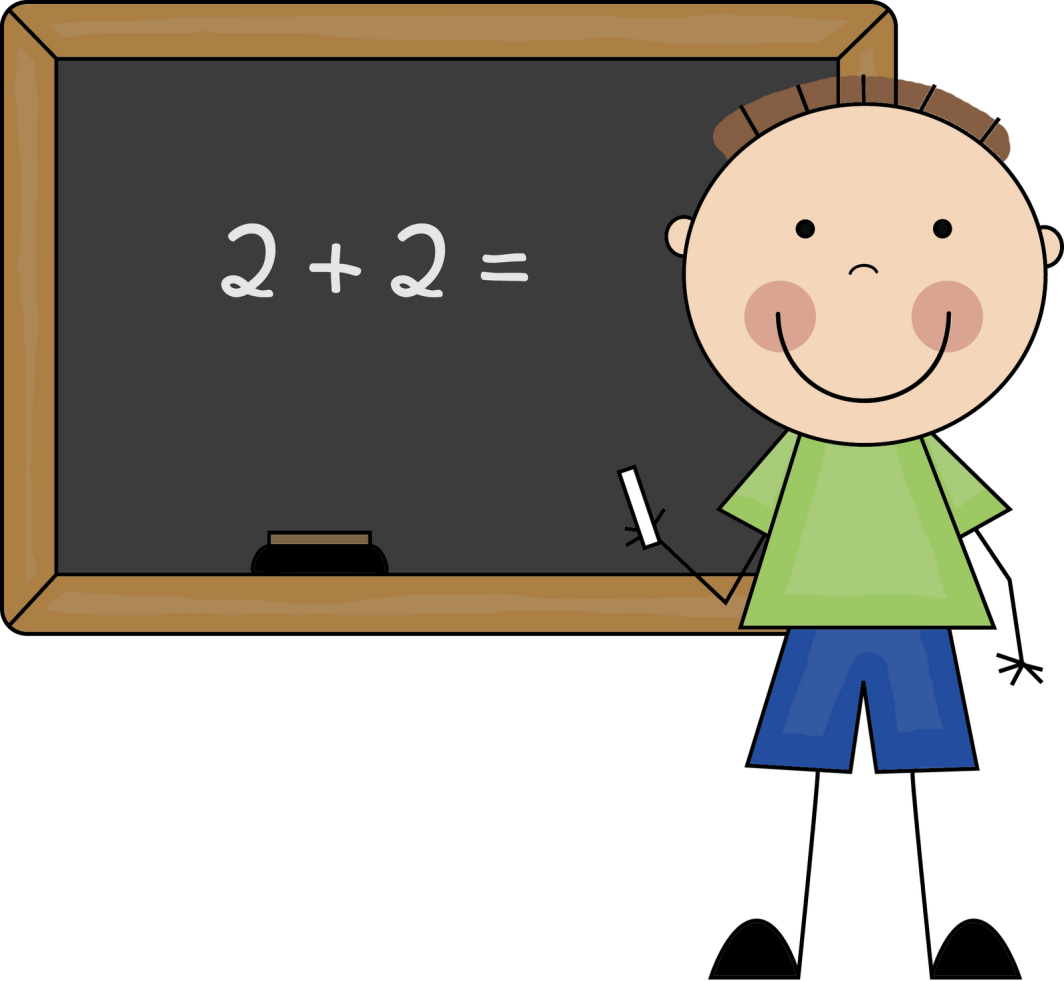 2 + 2 =